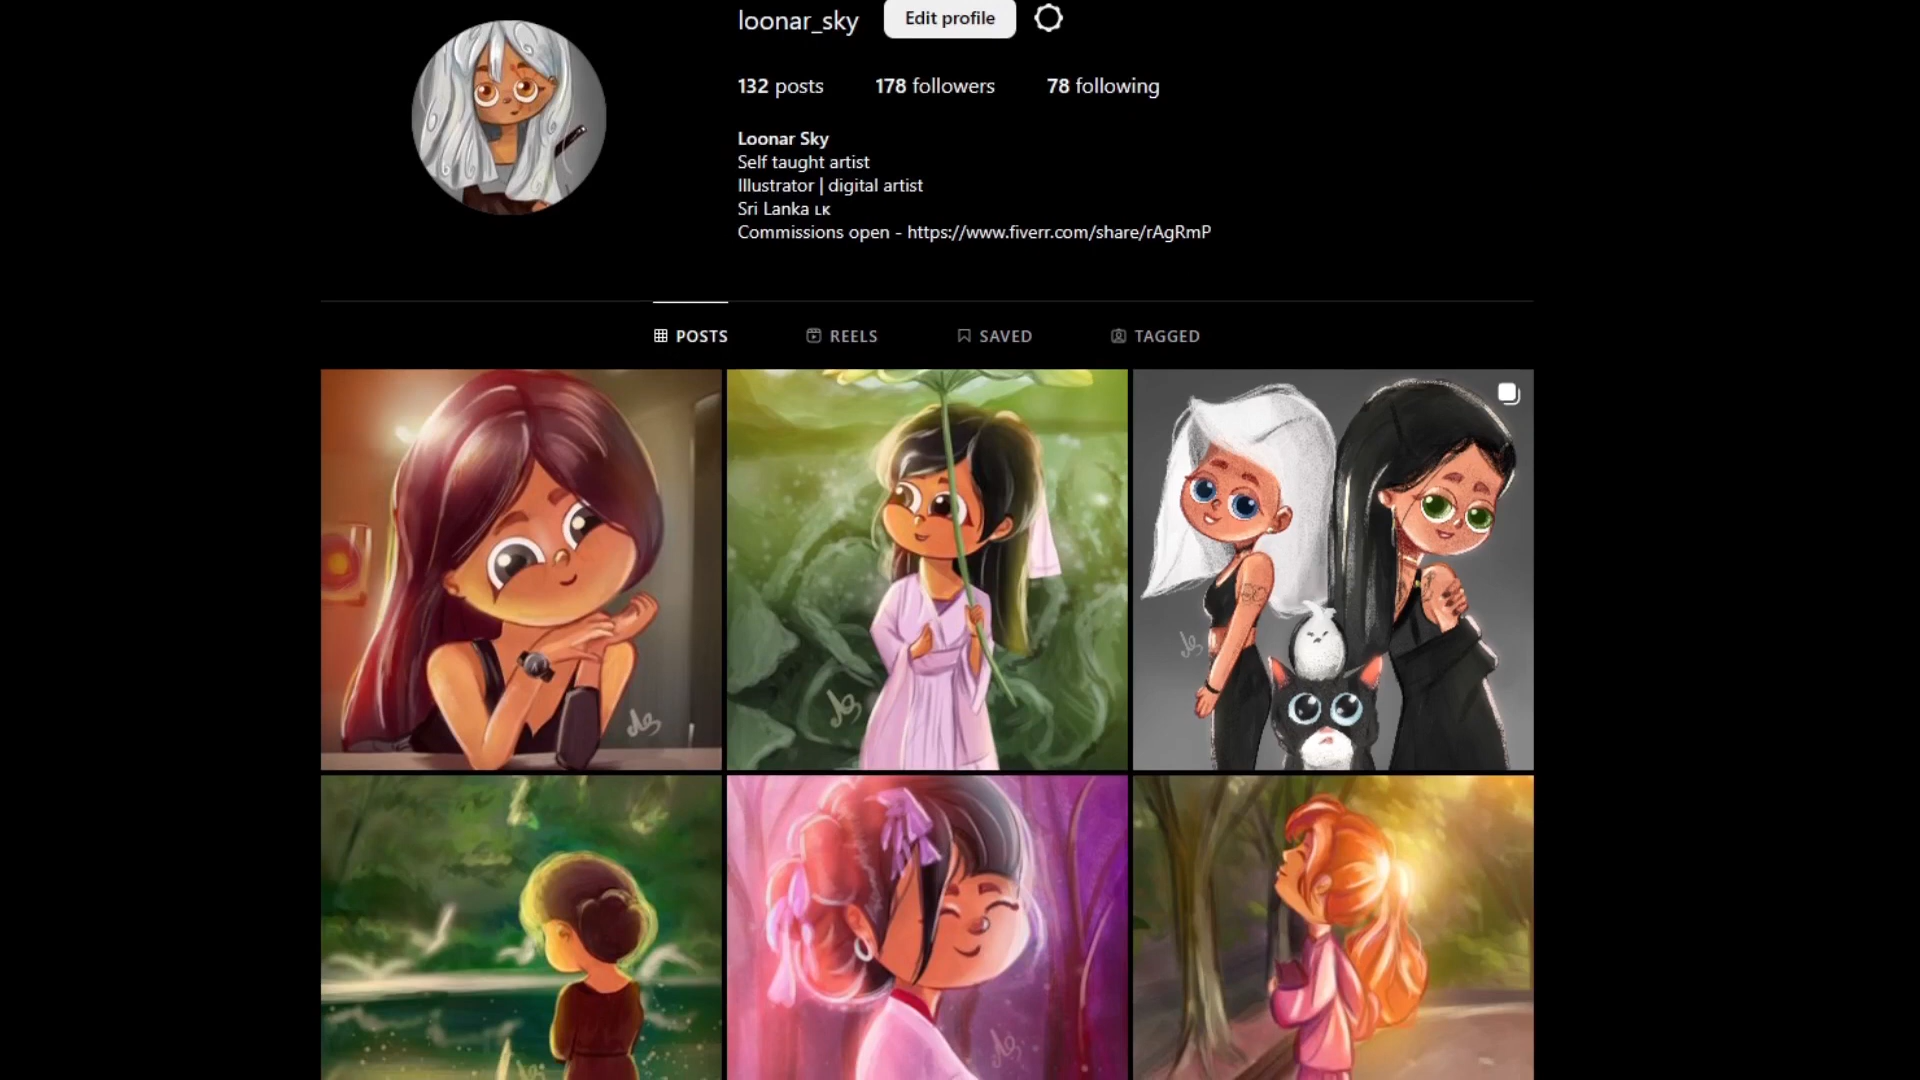 loonar_sky Edit profile
132 posts 178 followers 78 following
Loonar Sky
Self taught artist
Illustrator | digital artist
Sri Lanka LK
Commissions open - https://www.fiverr.com/share/rAgRmP
POSTS REELS SAVED TAGGED